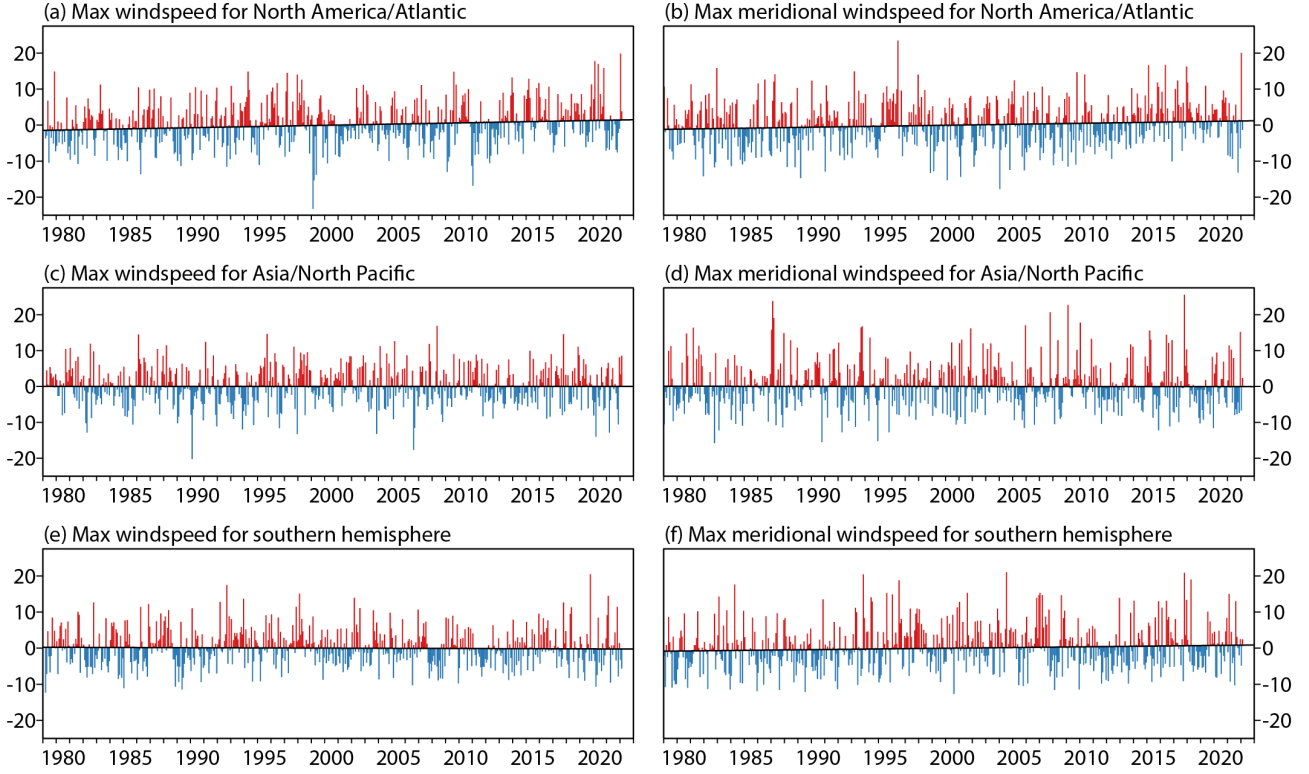 (a) Max windspeed for North America/Atlantic
(b) Max meridional windspeed for North America/Atlantic
20
10
0
-10
-20
20
10
0
-10
-20
1980 1985 1990 1995 2000 2005 2010 2015 2020
1980 1985 1990 1995 2000 2005 2010 2015 2020
(c) Max windspeed for Asia/North Pacific
(d) Max meridional windspeed for Asia/North Pacific
20
10
0
-10
-20
20
10
0
-10
-20
1980 1985 1990 1995 2000 2005 2010 2015 2020
1980 1985 1990 1995 2000 2005 2010 2015 2020
(e) Max windspeed for southern hemisphere
(f) Max meridional windspeed for southern hemisphere
20
10
0
-10
-20
20
10
0
-10
-20
1980 1985 1990 1995 2000 2005 2010 2015 2020
1980 1985 1990 1995 2000 2005 2010 2015 2020